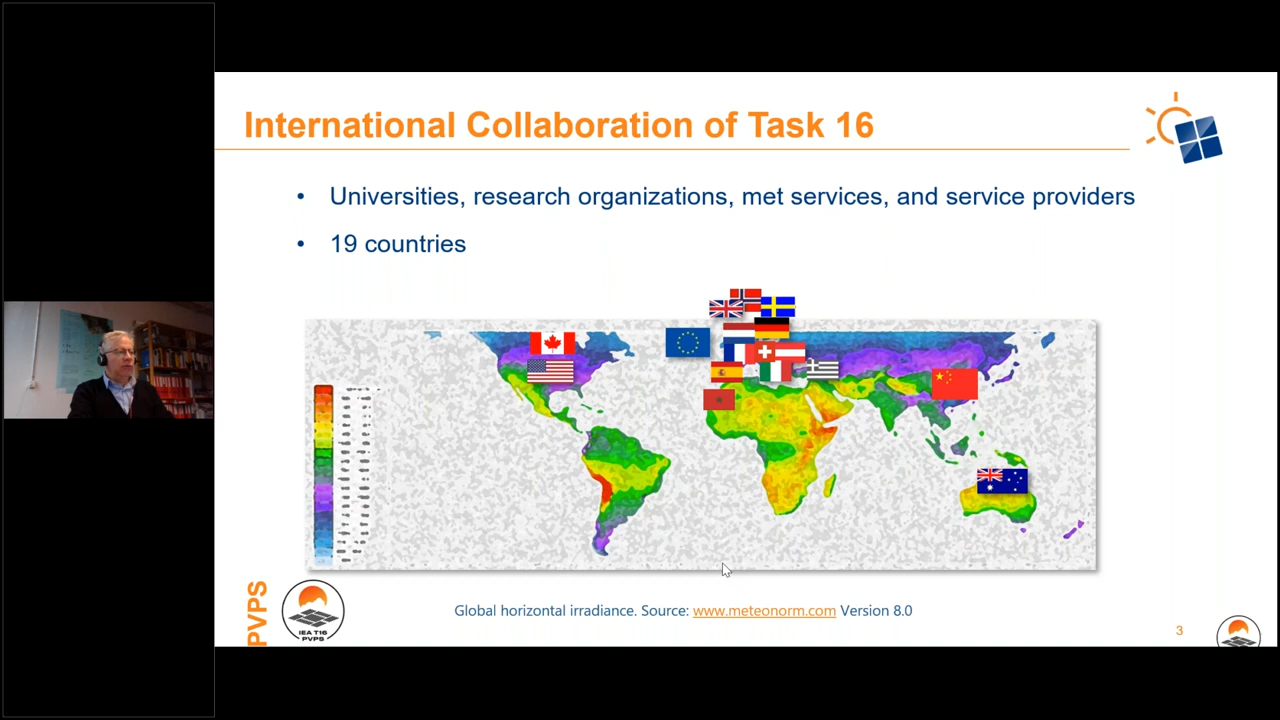 International Collaboration of Task 16
• Universities, research organizations, met services, and service providers
• 19 countries
PVPS
IEA T16
PVPS
Global horizontal irradiance. Source: www.meteonorm.com Version 8.0
3